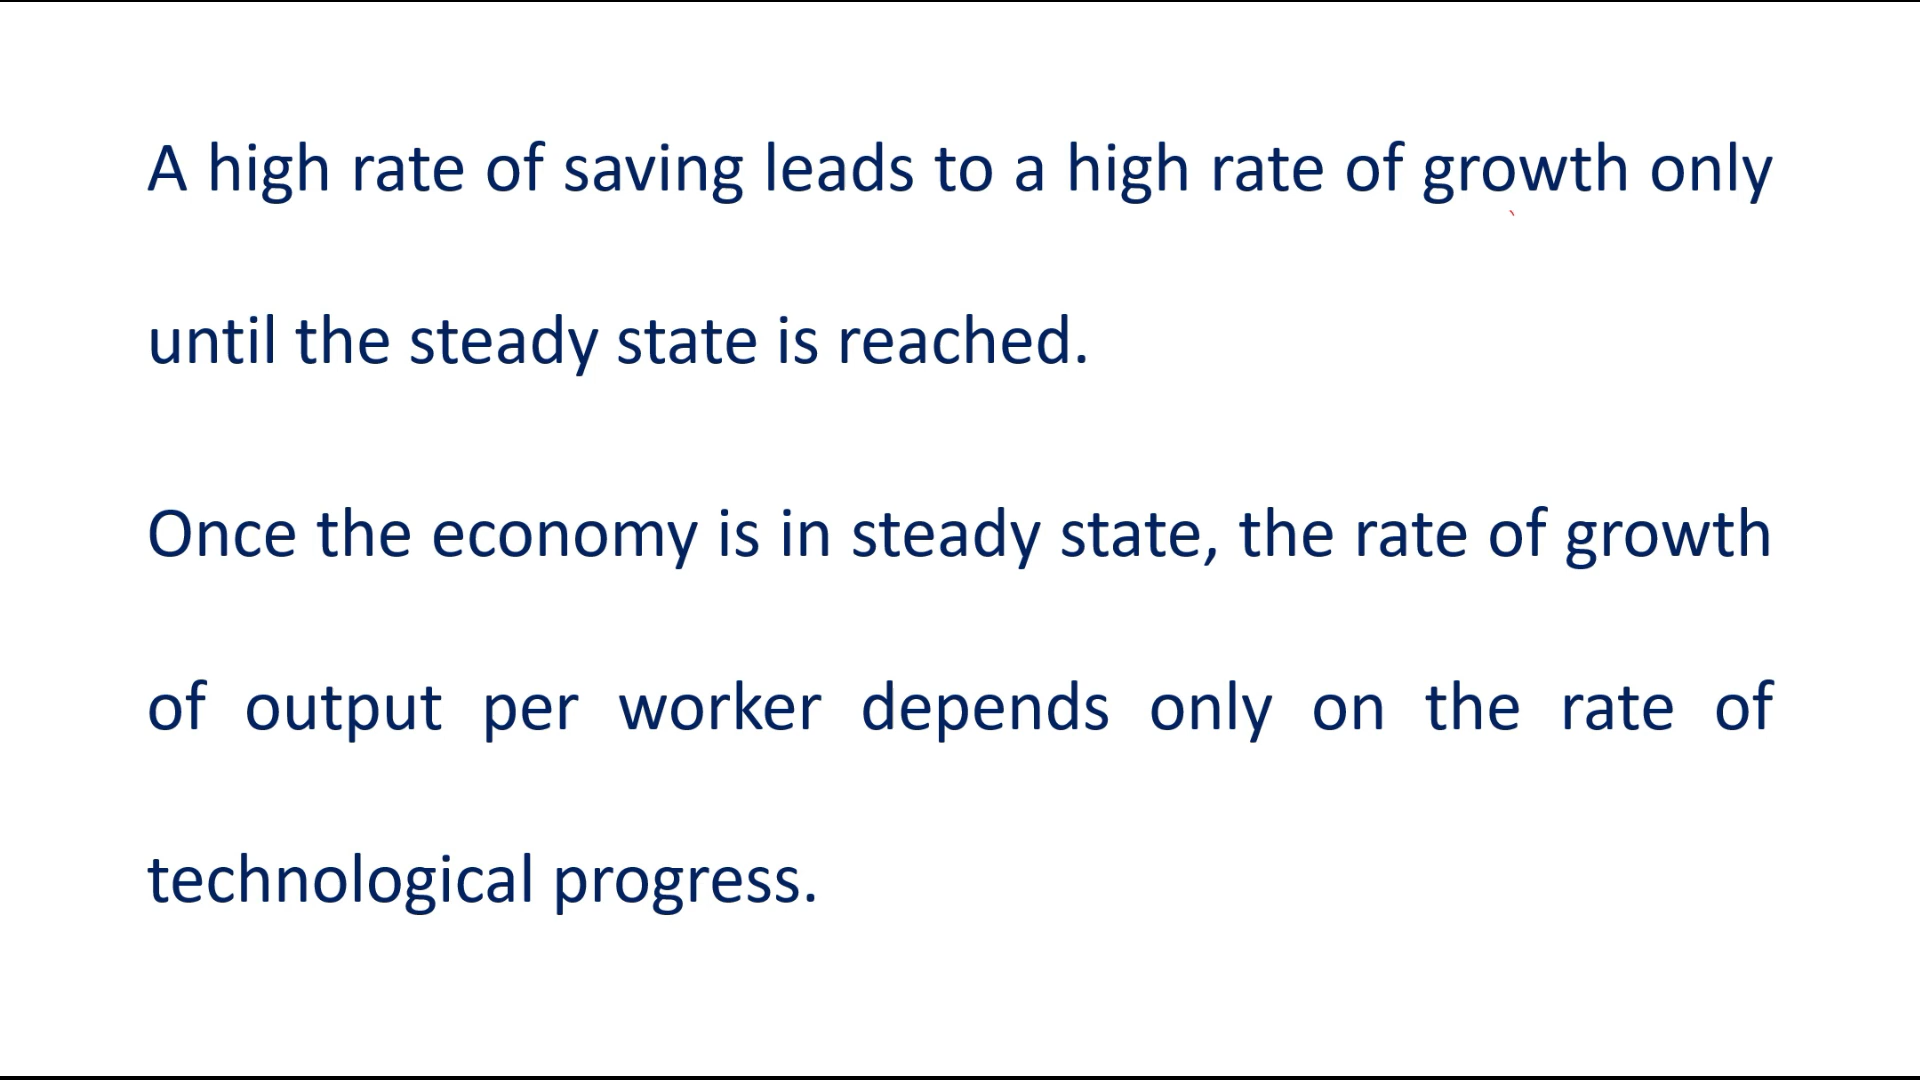 A high rate of saving leads to a high rate of growth only
until the steady state is reached.
Once the economy is in steady state, the rate of growth
of output per worker depends only on the rate of
technological progress.